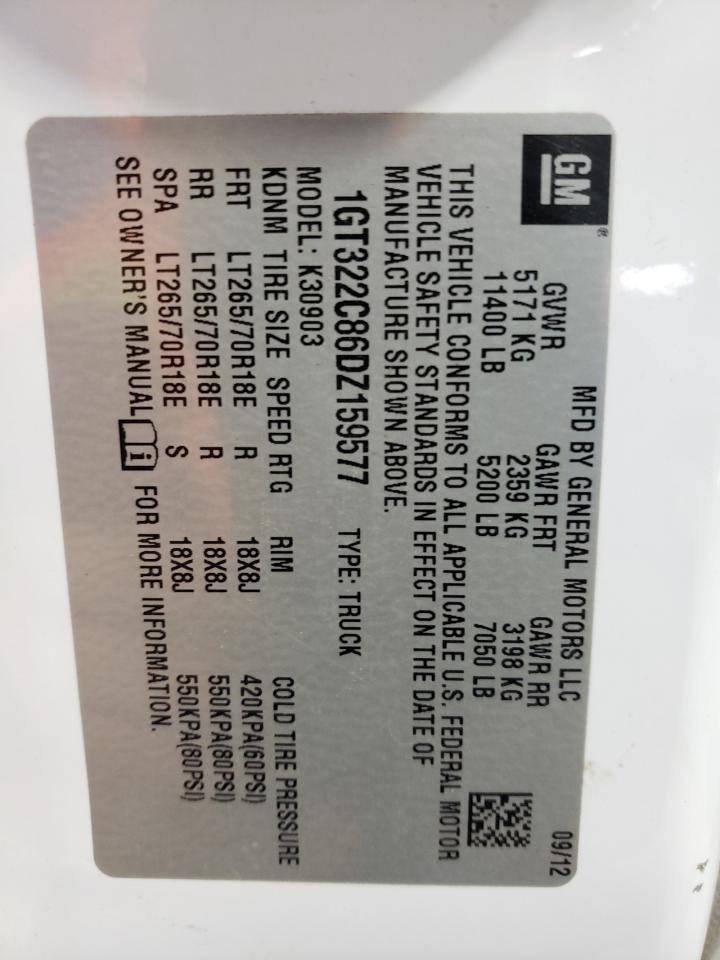 GM®
MFD BY GENERAL MOTORS LLC 09/12
GVWR GAWR FRT GAWR RR
5171 KG 2359 KG 3198 KG
11400 LB 5200 LB 7050 LB
THIS VEHICLE CONFORMS TO ALL APPLICABLE U.S. FEDERAL MOTOR
VEHICLE SAFETY STANDARDS IN EFFECT ON THE DATE OF
MANUFACTURE SHOWN ABOVE.
1GT322C86DZ159577 TYPE: TRUCK
MODEL: K30903
KDNM TIRE SIZE SPEED RTG RIM COLD TIRE PRESSURE
FRT LT265/70R18E R 18X8J 420KPA(60PSI)
RR LT265/70R18E R 18X8J 550KPA(80PSI)
SPA LT265/70R18E S 18X8J 550KPA(80PSI)
SEE OWNER'S MANUAL i FOR MORE INFORMATION.